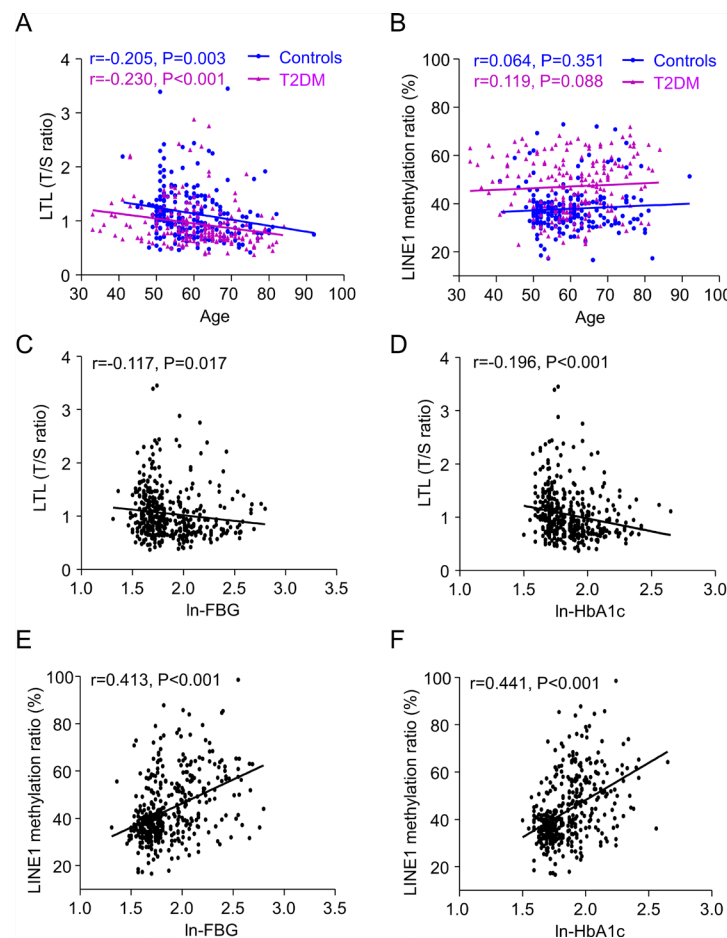 A
r=-0.205, P=0.003 Controls
r=-0.230, P<0.001 T2DM
LTL (T/S ratio)
4
3
2
1
0
30 40 50 60 70 80 90 100
Age
B
r=0.064, P=0.351 Controls
r=0.119, P=0.088 T2DM
LINE1 methylation ratio (%)
100
80
60
40
20
30 40 50 60 70 80 90 100
Age
C
r=-0.117, P=0.017
LTL (T/S ratio)
4
3
2
1
0
1.0 1.5 2.0 2.5 3.0 3.5
ln-FBG
D
r=-0.196, P<0.001
LTL (T/S ratio)
4
3
2
1
0
1.0 1.5 2.0 2.5 3.0
ln-HbA1c
E
r=0.413, P<0.001
LINE1 methylation ratio (%)
100
80
60
40
20
1.0 1.5 2.0 2.5 3.0 3.5
ln-FBG
F
r=0.441, P<0.001
LINE1 methylation ratio (%)
100
80
60
40
20
1.0 1.5 2.0 2.5 3.0
ln-HbA1c